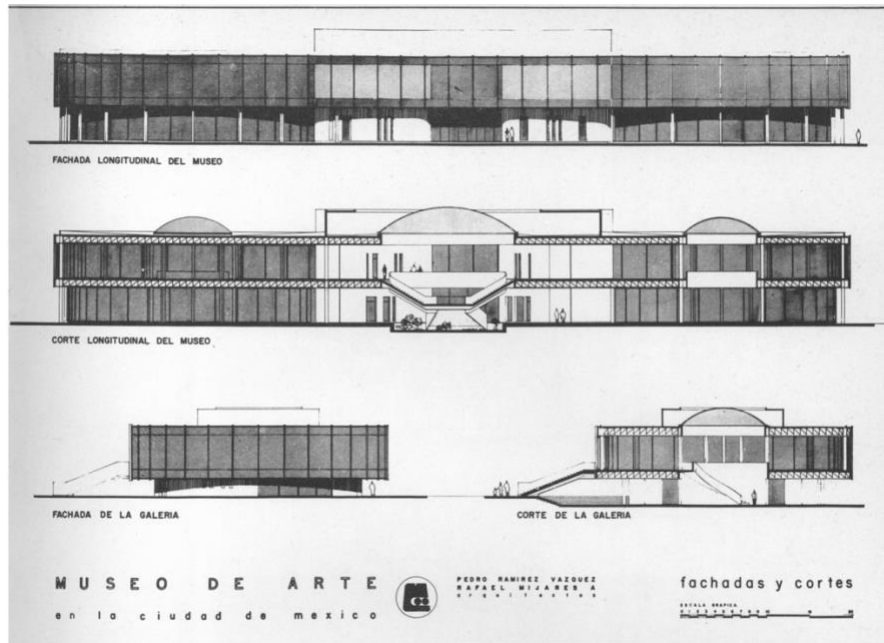 FACHADA LONGITUDINAL DEL MUSEO
CORTE LONGITUDINAL DEL MUSEO
FACHADA DE LA GALERIA
CORTE DE LA GALERIA
MUSEO DE ARTE
en la ciudad de mexico
PEDRO RAMIREZ VAZQUEZ
RAFAEL MIJARES A
arquitectos
fachadas y cortes
ESCALA GRAFICA